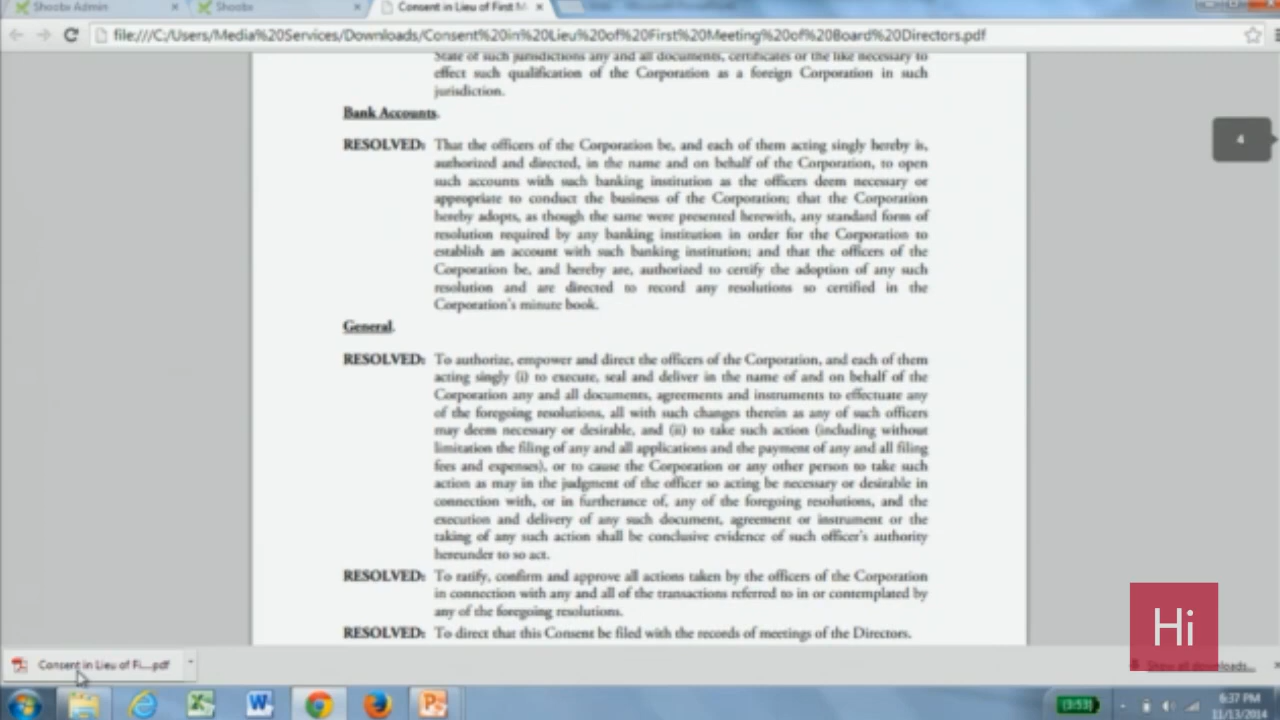 Shoobx Admin
Shoobx
Consent in Lieu of First M
file:///C:/Users/Media%20Services/Downloads/Consent%20in%20Lieu%20of%20First%20Meeting%20of%20Board%20Directors.pdf
State of such jurisdictions any and all documents, certificates or the like necessary to
effect such qualification of the Corporation as a foreign Corporation in such
jurisdiction.
Bank Accounts.
RESOLVED: That the officers of the Corporation be, and each of them acting singly hereby is,
authorized and directed, in the name and on behalf of the Corporation, to open
such accounts with such banking institution as the officers deem necessary or
appropriate to conduct the business of the Corporation; that the Corporation
hereby adopts, as though the same were presented herewith, any standard form of
resolution required by any banking institution in order for the Corporation to
establish an account with such banking institution; and that the officers of the
Corporation be, and hereby are, authorized to certify the adoption of any such
resolution and are directed to record any resolutions so certified in the
Corporation's minute book.
4
General.
RESOLVED: To authorize, empower and direct the officers of the Corporation, and each of them
acting singly (i) to execute, seal and deliver in the name of and on behalf of the
Corporation any and all documents, agreements and instruments to effectuate any
of the foregoing resolutions, all with such changes therein as any of such officers
may deem necessary or desirable, and (ii) to take such action (including without
limitation the filing of any and all applications and the payment of any and all filing
fees and expenses), or to cause the Corporation or any other person to take such
action as may in the judgment of the officer so acting be necessary or desirable in
connection with, or in furtherance of, any of the foregoing resolutions, and the
execution and delivery of any such document, agreement or instrument or the
taking of any such action shall be conclusive evidence of such officer's authority
hereunder to so act.
RESOLVED: To ratify, confirm and approve all actions taken by the officers of the Corporation
in connection with any and all of the transactions referred to in or contemplated by
any of the foregoing resolutions.
RESOLVED: To direct that this Consent be filed with the records of meetings of the Directors.
Hi
Consent in Lieu of Fi....pdf
Show all downloads...
(3:53)
6:37 PM
11/13/2014